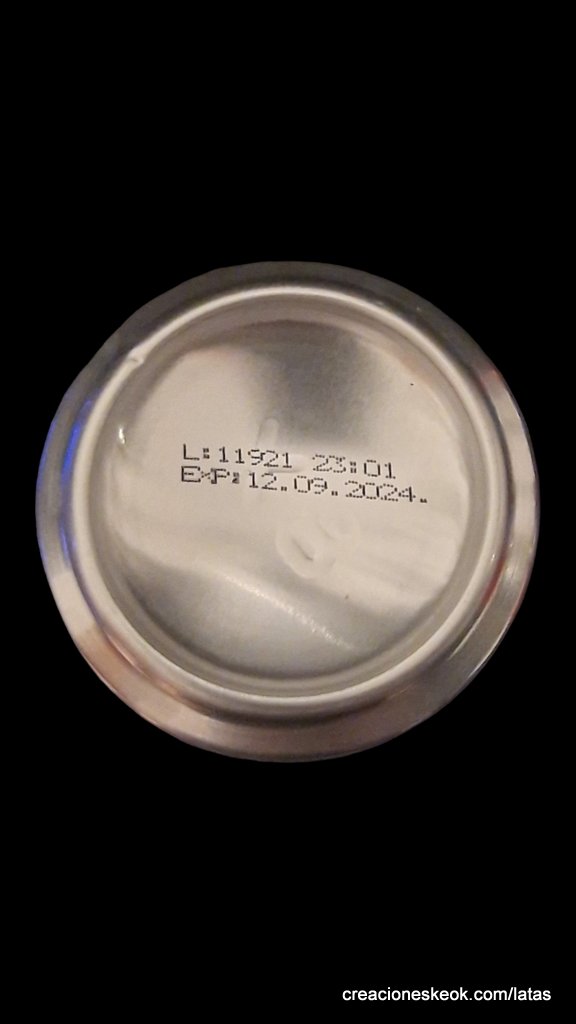 L:11921 23:01
EXP:12.09.2024.
creacioneskeok.com/latas